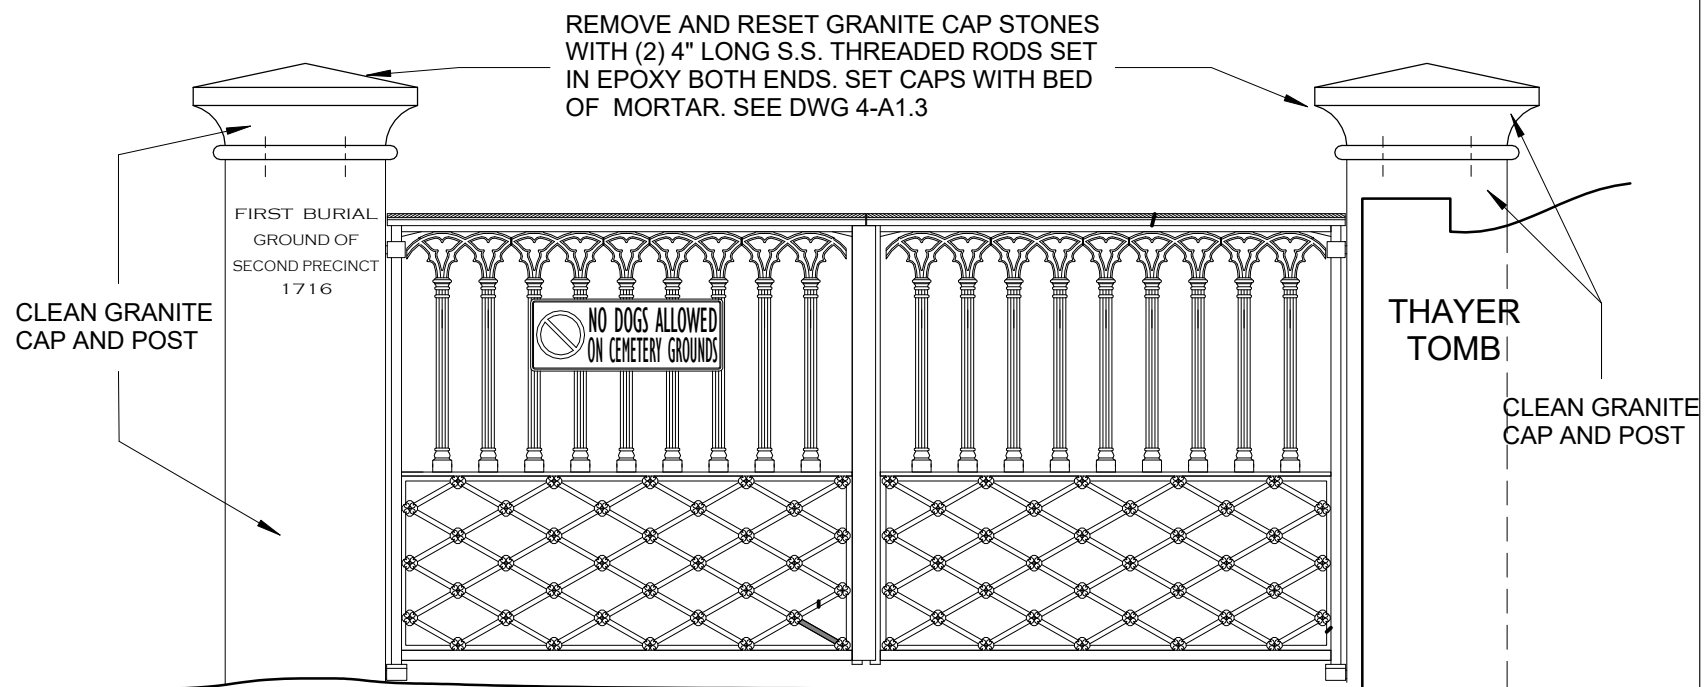 REMOVE AND RESET GRANITE CAP STONES
WITH (2) 4" LONG S.S. THREADED RODS SET
IN EPOXY BOTH ENDS. SET CAPS WITH BED
OF MORTAR. SEE DWG 4-A1.3
FIRST BURIAL
GROUND OF
SECOND PRECINCT
1716
CLEAN GRANITE
CAP AND POST
NO DOGS ALLOWED
ON CEMETERY GROUNDS
THAYER
TOMB
CLEAN GRANITE
CAP AND POST